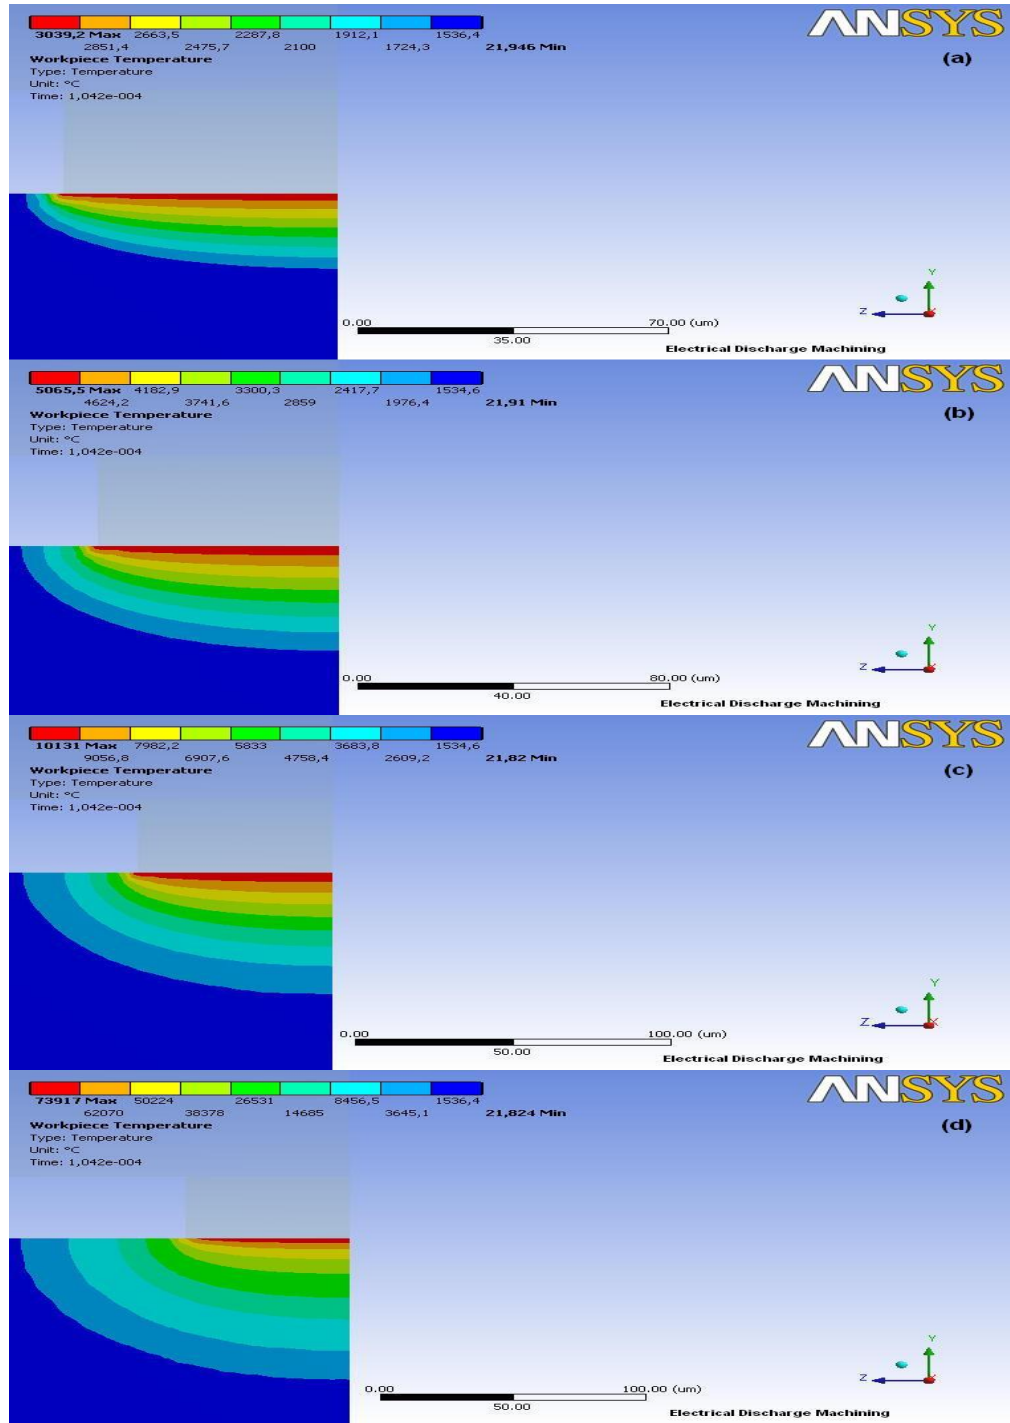 ANSYS
(a)
3039,2 Max 2663,5 2287,8 1912,1 1536,4
2851,4 2475,7 2100 1724,3 21,946 Min
Workpiece Temperature
Type: Temperature
Unit: °C
Time: 1,042e-004
Y
Z
0.00 70.00 (um)
35.00
Electrical Discharge Machining
ANSYS
(b)
5065,5 Max 4182,9 3300,3 2417,7 1534,6
4624,2 3741,6 2859 1976,4 21,91 Min
Workpiece Temperature
Type: Temperature
Unit: °C
Time: 1,042e-004
Y
Z X
0.00 80.00 (um)
40.00
Electrical Discharge Machining
ANSYS
(c)
10131 Max 7982,2 5833 3683,8 1534,6
9056,8 6907,6 4758,4 2609,2 21,82 Min
Workpiece Temperature
Type: Temperature
Unit: °C
Time: 1,042e-004
Y
Z X
0.00 100.00 (um)
50.00
Electrical Discharge Machining
ANSYS
(d)
73917 Max 50224 26531 8456,5 1536,4
62070 38378 14685 3645,1 21,824 Min
Workpiece Temperature
Type: Temperature
Unit: °C
Time: 1,042e-004
Y
Z
0.00 100.00 (um)
50.00
Electrical Discharge Machining